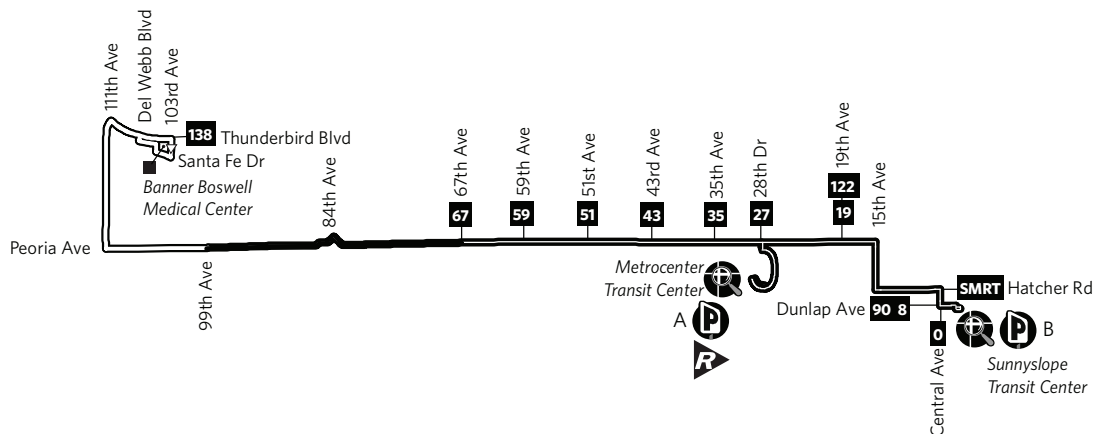 111th Ave
Del Webb Blvd
103rd Ave
138 Thunderbird Blvd
Santa Fe Dr
Banner Boswell
Medical Center
Peoria Ave
99th Ave
84th Ave
67th Ave
67
59th Ave
59
51st Ave
51
43rd Ave
43
35th Ave
35
28th Dr
27
19th Ave
122
19
15th Ave
Metrocenter
Transit Center
A P
R
SMRT Hatcher Rd
Dunlap Ave 90 8
0
Central Ave
P B
Sunnyslope
Transit Center